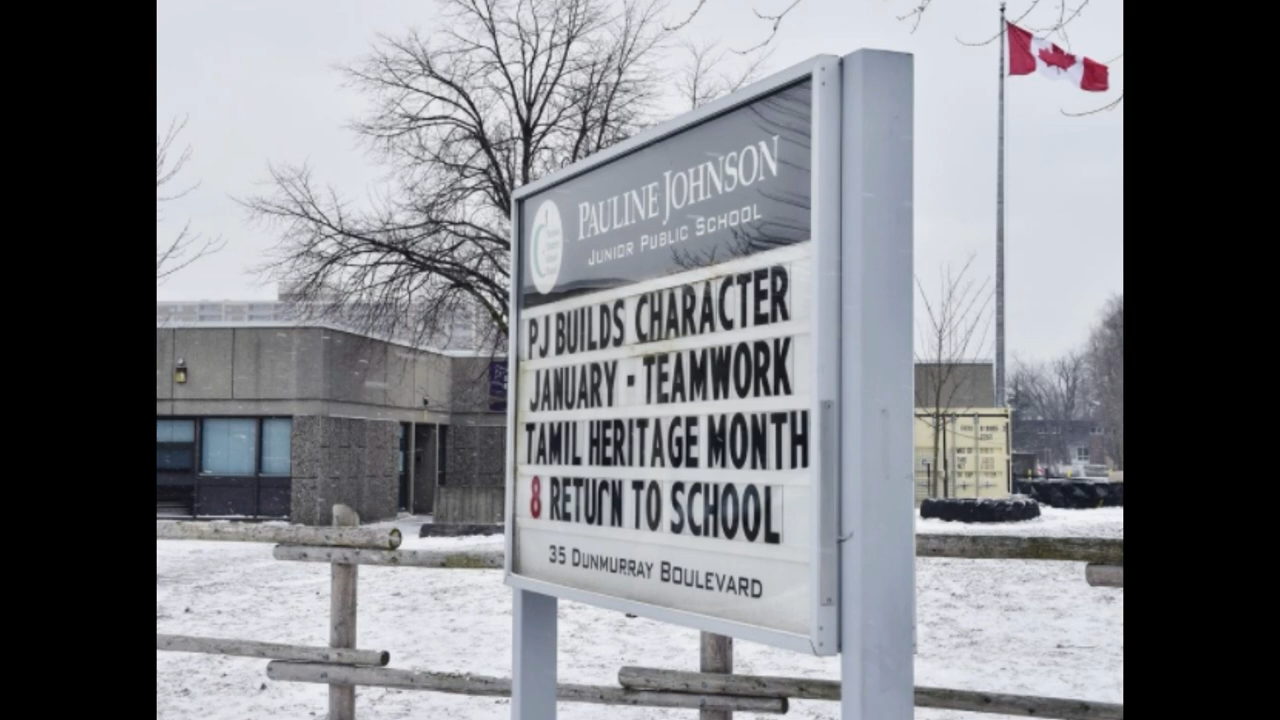 PAULINE JOHNSON
JUNIOR PUBLIC SCHOOL
PJ BUILDS CHARACTER
JANUARY - TEAMWORK
TAMIL HERITAGE MONTH
8 RETURN TO SCHOOL
35 DUNMURRAY BOULEVARD